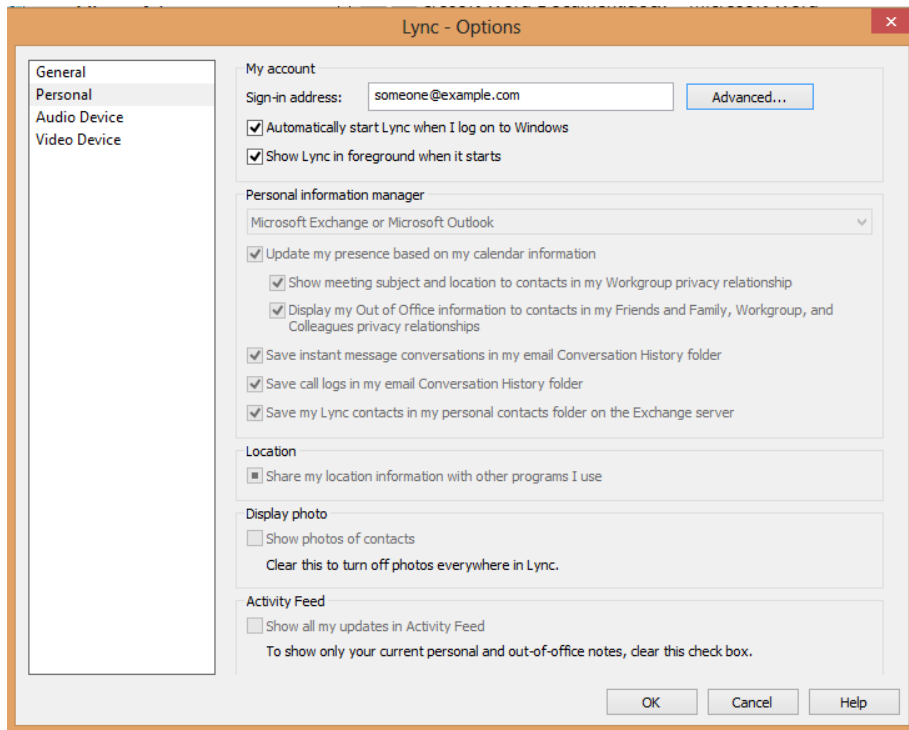 Lync - Options
General
Personal
Audio Device
Video Device
My account
Sign-in address:
someone@example.com
Advanced...
Automatically start Lync when I log on to Windows
Show Lync in foreground when it starts
Personal information manager
Microsoft Exchange or Microsoft Outlook
Update my presence based on my calendar information
Show meeting subject and location to contacts in my Workgroup privacy relationship
Display my Out of Office information to contacts in my Friends and Family, Workgroup, and
Colleagues privacy relationships
Save instant message conversations in my email Conversation History folder
Save call logs in my email Conversation History folder
Save my Lync contacts in my personal contacts folder on the Exchange server
Location
Share my location information with other programs I use
Display photo
Show photos of contacts
Clear this to turn off photos everywhere in Lync.
Activity Feed
Show all my updates in Activity Feed
To show only your current personal and out-of-office notes, clear this check box.
OK
Cancel
Help